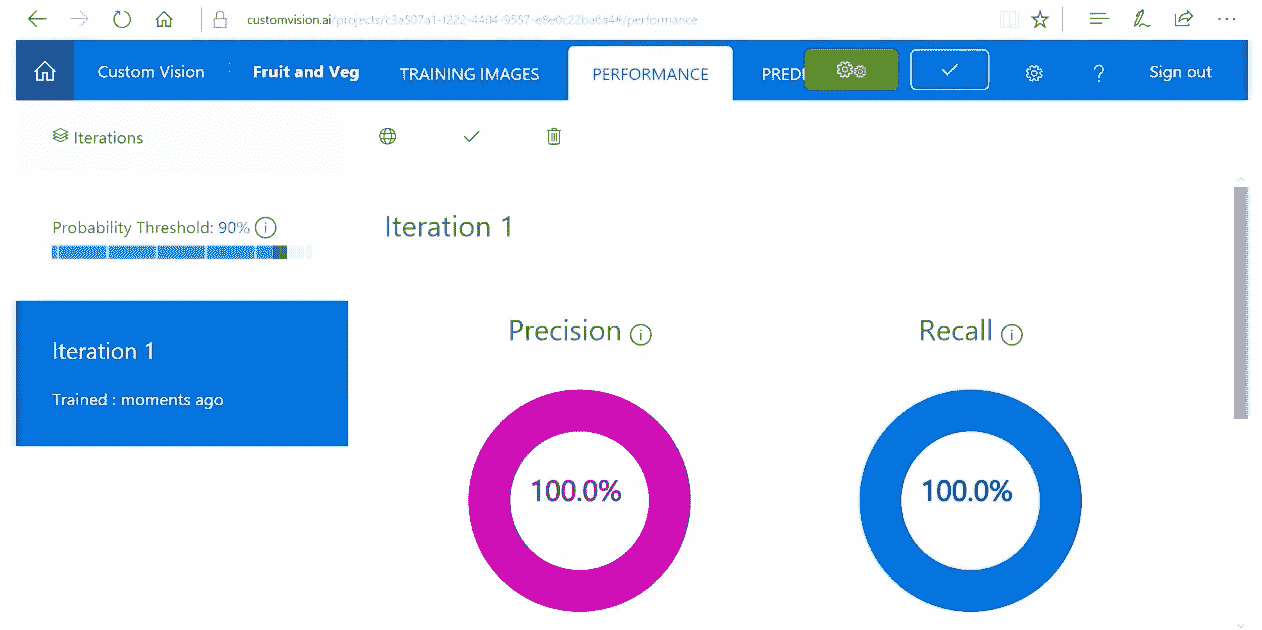 customvision.ai/projects/c3a507a1-f222-4404-9557-e8e0c22ba6a4#/performance
Custom Vision : Fruit and Veg TRAINING IMAGES PERFORMANCE PREDI ? Sign out
Iterations
Probability Threshold: 90% i
Iteration 1
Iteration 1
Trained : moments ago
Precision i Recall i
100.0% 100.0%